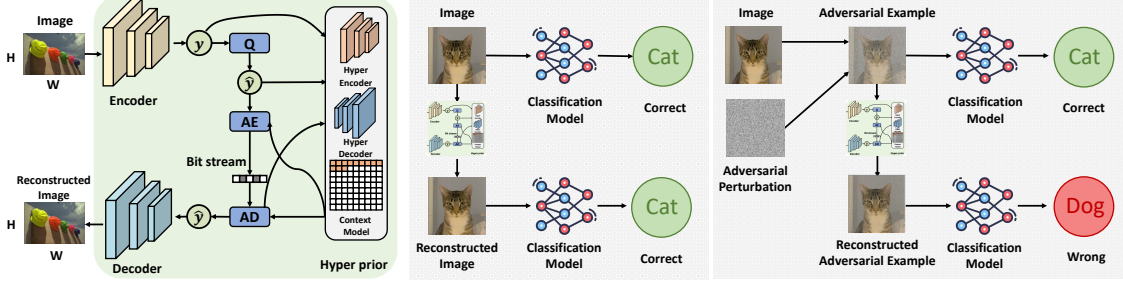 Image
H
W
Encoder
y
Q
ŷ
AE
Bit stream
AD
ŷ
Reconstructed
Image
H
W
Decoder
Hyper
Encoder
Hyper
Decoder
Context
Model
Hyper prior
Image
Classification
Model
Cat
Correct
Reconstructed
Image
Classification
Model
Cat
Correct
Image
Adversarial Example
Adversarial
Perturbation
Classification
Model
Cat
Correct
Reconstructed
Adversarial Example
Classification
Model
Dog
Wrong